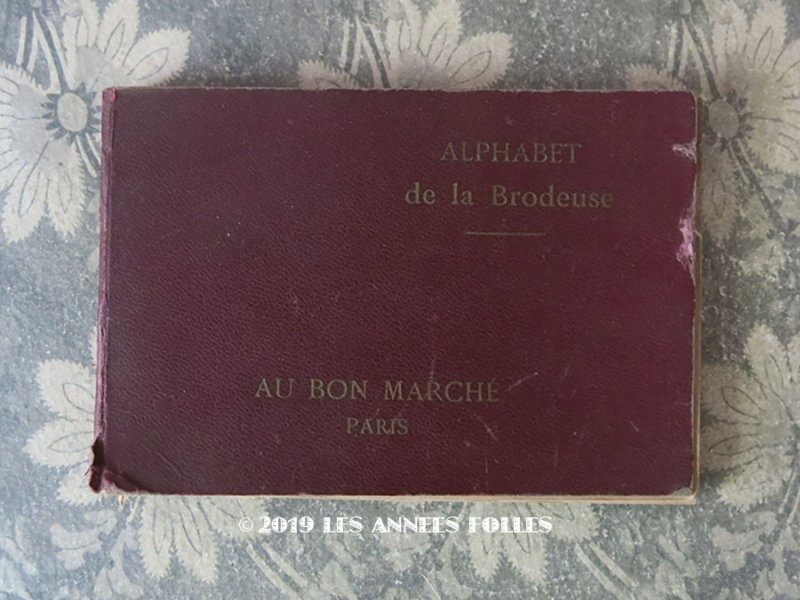 ALPHABET
de la Brodeuse
AU BON MARCHÉ
PARIS
© 2019 LES ANNEES FOLLES